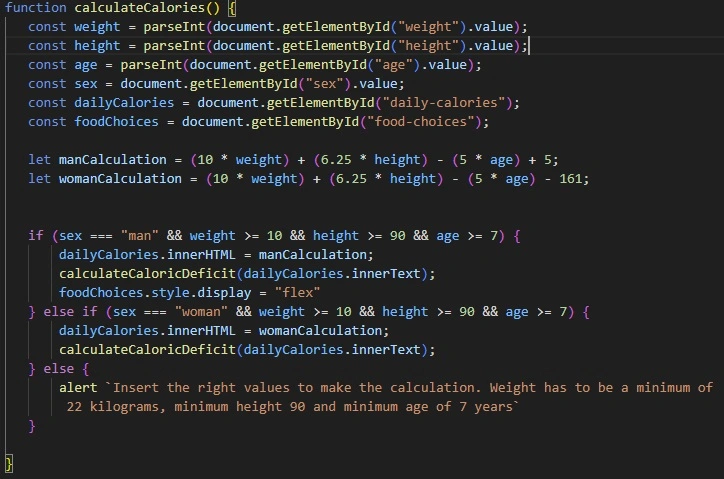 function calculateCalories() {
const weight = parseInt(document.getElementById("weight").value);
const height = parseInt(document.getElementById("height").value);
const age = parseInt(document.getElementById("age").value);
const sex = document.getElementById("sex").value;
const dailyCalories = document.getElementById("daily-calories");
const foodChoices = document.getElementById("food-choices");
let manCalculation = (10 * weight) + (6.25 * height) - (5 * age) + 5;
let womanCalculation = (10 * weight) + (6.25 * height) - (5 * age) - 161;
if (sex === "man" && weight >= 10 && height >= 90 && age >= 7) {
dailyCalories.innerHTML = manCalculation;
calculateCaloricDeficit(dailyCalories.innerText);
foodChoices.style.display = "flex"
} else if (sex === "woman" && weight >= 10 && height >= 90 && age >= 7) {
dailyCalories.innerHTML = womanCalculation;
calculateCaloricDeficit(dailyCalories.innerText);
} else {
alert `Insert the right values to make the calculation. Weight has to be a minimum of
22 kilograms, minimum height 90 and minimum age of 7 years`
}
}